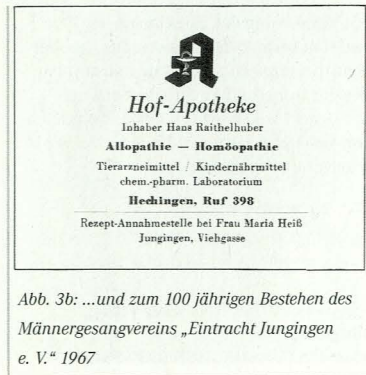 Hof-Apotheke
Inhaber Hans Raithelhuber
Allopathie — Homöopathie
Tierarzneimittel / Kindernährmittel
chem.-pharm. Laboratorium
Hechingen, Ruf 398
Rezept-Annahmestelle bei Frau Maria Heiß
Jungingen, Viehgasse
Abb. 3b: ...und zum 100 jährigen Bestehen des
Männergesangvereins „Eintracht Jungingen
e. V.“ 1967